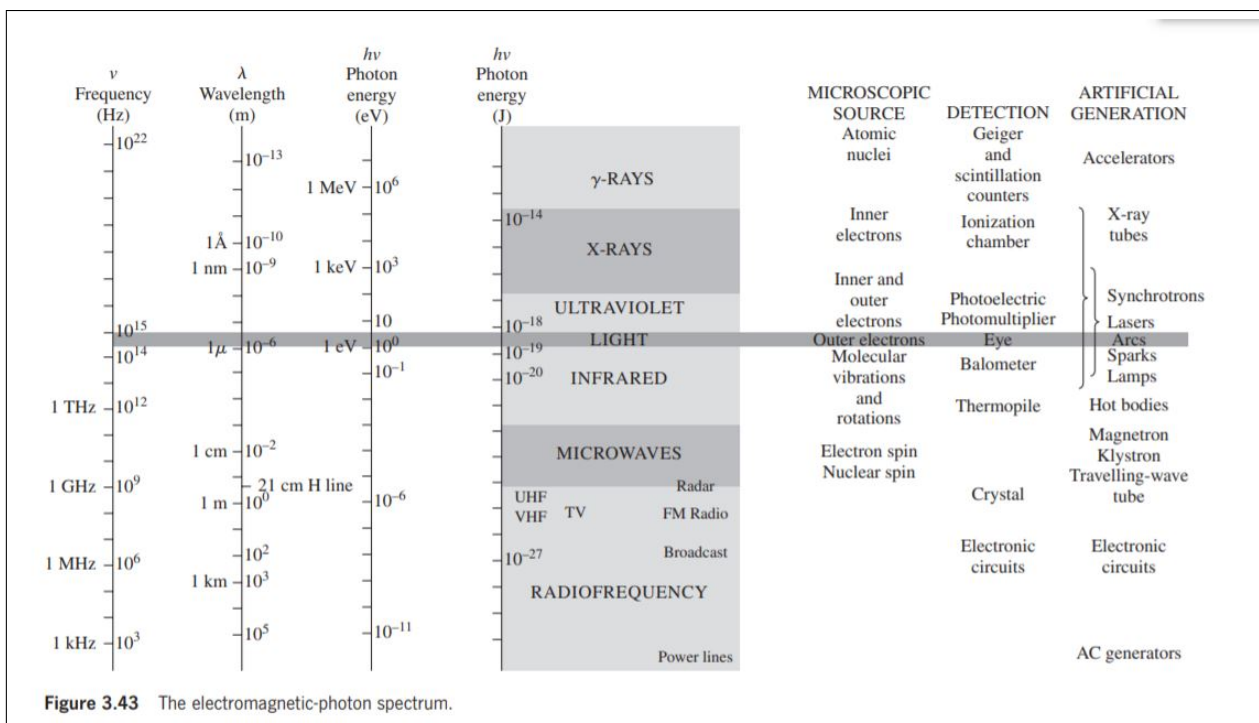 ν
Frequency
(Hz)
λ
Wavelength
(m)
hν
Photon
energy
(eV)
hν
Photon
energy
(J)
MICROSCOPIC
SOURCE
DETECTION
ARTIFICIAL
GENERATION
10²²
10¹⁵
10¹⁴
1 THz 10¹²
1 GHz 10⁹
1 MHz 10⁶
1 kHz 10³
10⁻¹³
1Å 10⁻¹⁰
1 nm 10⁻⁹
1μ 10⁻⁶
1 cm 10⁻²
21 cm H line
1 m 10⁰
10²
1 km 10³
10⁵
1 MeV 10⁶
1 keV 10³
10
1 eV 10⁰
10⁻¹
10⁻⁶
10⁻¹¹
10⁻¹⁴
10⁻¹⁸
10⁻¹⁹
10⁻²⁰
10⁻²⁷
γ-RAYS
X-RAYS
ULTRAVIOLET
LIGHT
INFRARED
MICROWAVES
Radar
UHF
VHF
TV
FM Radio
Broadcast
RADIOFREQUENCY
Power lines
Atomic
nuclei
Inner
electrons
Inner and
outer
electrons
Outer electrons
Molecular
vibrations
and
rotations
Electron spin
Nuclear spin
Geiger
and
scintillation
counters
Ionization
chamber
Photoelectric
Photomultiplier
Eye
Balometer
Thermopile
Crystal
Electronic
circuits
Accelerators
X-ray
tubes
Synchrotrons
Lasers
Arcs
Sparks
Lamps
Hot bodies
Magnetron
Klystron
Travelling-wave
tube
Electronic
circuits
AC generators
Figure 3.43 The electromagnetic-photon spectrum.